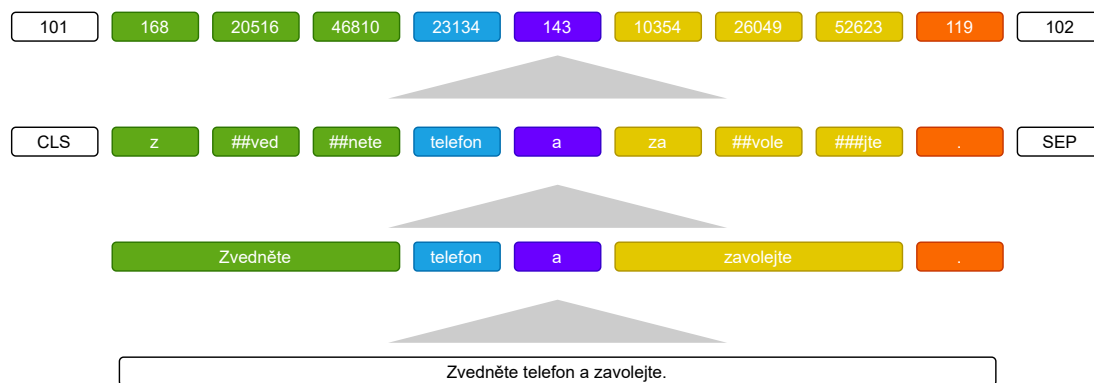 101 168 20516 46810 23134 143 10354 26049 52623 119 102
CLS z ##ved ##nete telefon a za ##vole ###jte . SEP
Zvedněte telefon a zavolejte .
Zvedněte telefon a zavolejte.